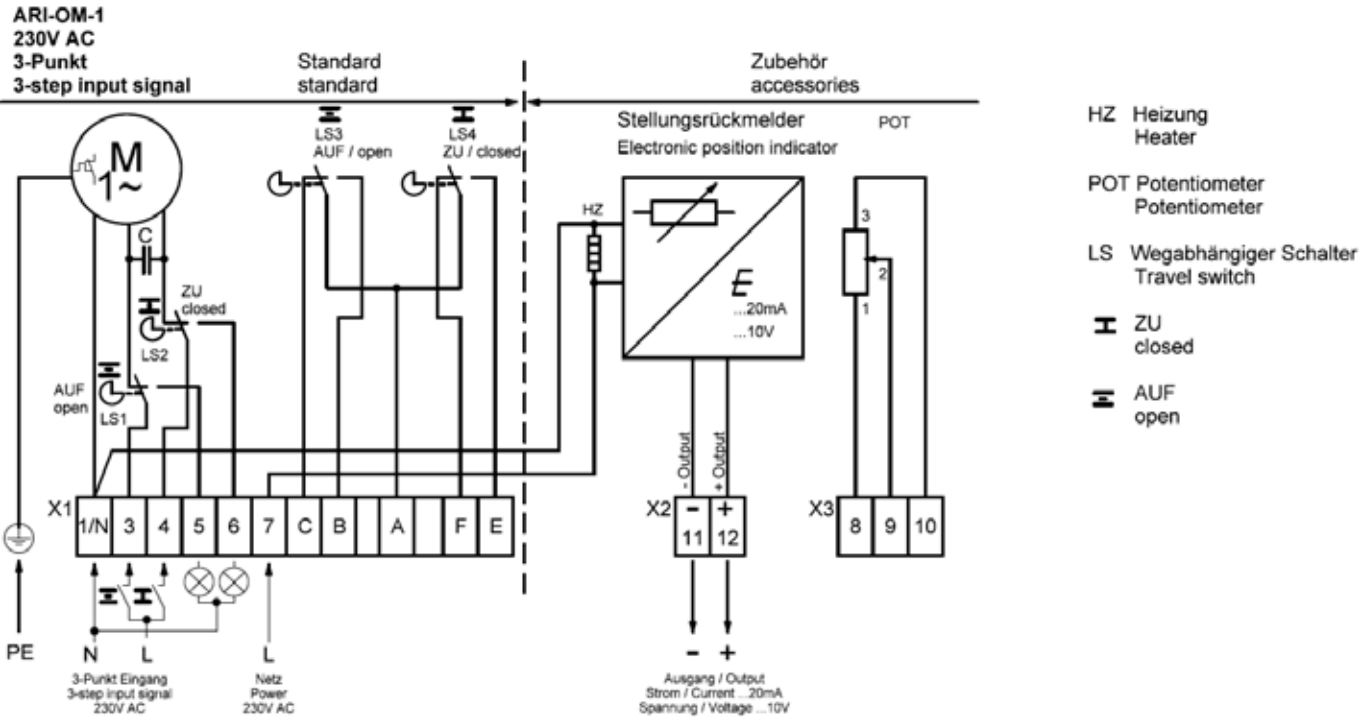 ARI-OM-1
230V AC
3-Punkt
3-step input signal
Standard
standard
Zubehör
accessories
M
1~
C
ZU
closed
LS2
AUF
open
LS1
LS3
AUF / open
LS4
ZU / closed
HZ
Stellungsrückmelder
Electronic position indicator
E
...20mA
...10V
- Output
+ Output
POT
3
2
1
HZ Heizung
Heater
POT Potentiometer
Potentiometer
LS Wegabhängiger Schalter
Travel switch
ZU
closed
AUF
open
X1
1/N 3 4 5 6 7 C B A F E
X2
- +
11 12
X3
8 9 10
PE
N L
3-Punkt Eingang
3-step input signal
230V AC
L
Netz
Power
230V AC
- +
Ausgang / Output
Strom / Current ...20mA
Spannung / Voltage ...10V